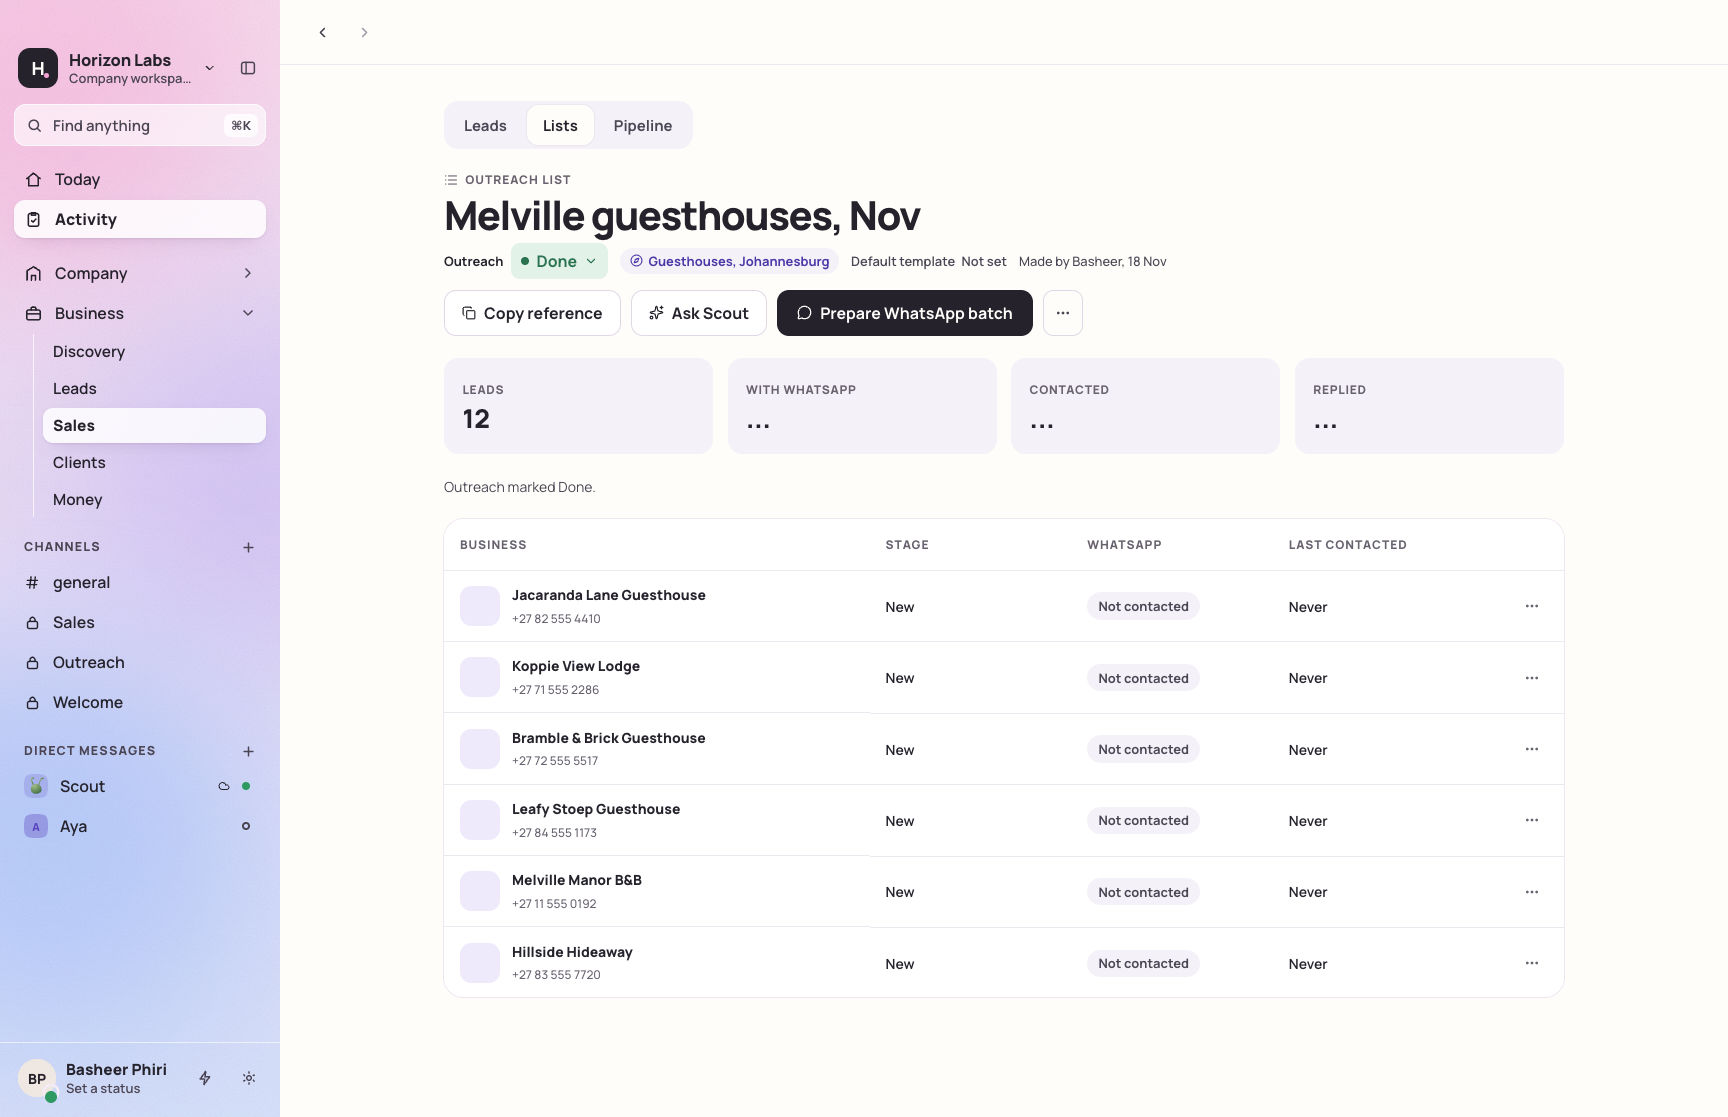 H.
Horizon Labs
Company workspa...
Find anything
⌘K
Today
Activity
Company
Business
Discovery
Leads
Sales
Clients
Money
CHANNELS
# general
Sales
Outreach
Welcome
DIRECT MESSAGES
Scout
A
Aya
BP
Basheer Phiri
Set a status
Leads
Lists
Pipeline
OUTREACH LIST
Melville guesthouses, Nov
Outreach
Done
Guesthouses, Johannesburg
Default template Not set
Made by Basheer, 18 Nov
Copy reference
Ask Scout
Prepare WhatsApp batch
LEADS
12
WITH WHATSAPP
...
CONTACTED
...
REPLIED
...
Outreach marked Done.
BUSINESS STAGE WHATSAPP LAST CONTACTED
Jacaranda Lane Guesthouse
+27 82 555 4410
New Not contacted Never
Koppie View Lodge
+27 71 555 2286
New Not contacted Never
Bramble & Brick Guesthouse
+27 72 555 5517
New Not contacted Never
Leafy Stoep Guesthouse
+27 84 555 1173
New Not contacted Never
Melville Manor B&B
+27 11 555 0192
New Not contacted Never
Hillside Hideaway
+27 83 555 7720
New Not contacted Never